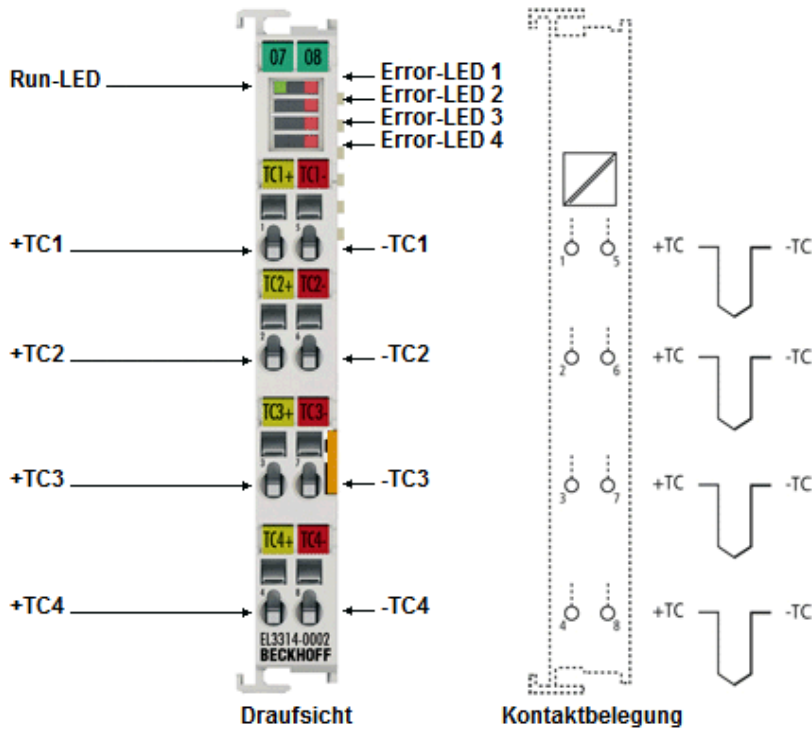 07 08
Run-LED
Error-LED 1
Error-LED 2
Error-LED 3
Error-LED 4
TC1+ TC1-
1 5
+TC1
-TC1
1 5
+TC -TC
TC2+ TC2-
2 6
+TC2
-TC2
2 6
+TC -TC
TC3+ TC3-
3 7
+TC3
-TC3
3 7
+TC -TC
TC4+ TC4-
4 8
+TC4
-TC4
4 8
+TC -TC
EL3314-0002
BECKHOFF
Draufsicht
Kontaktbelegung